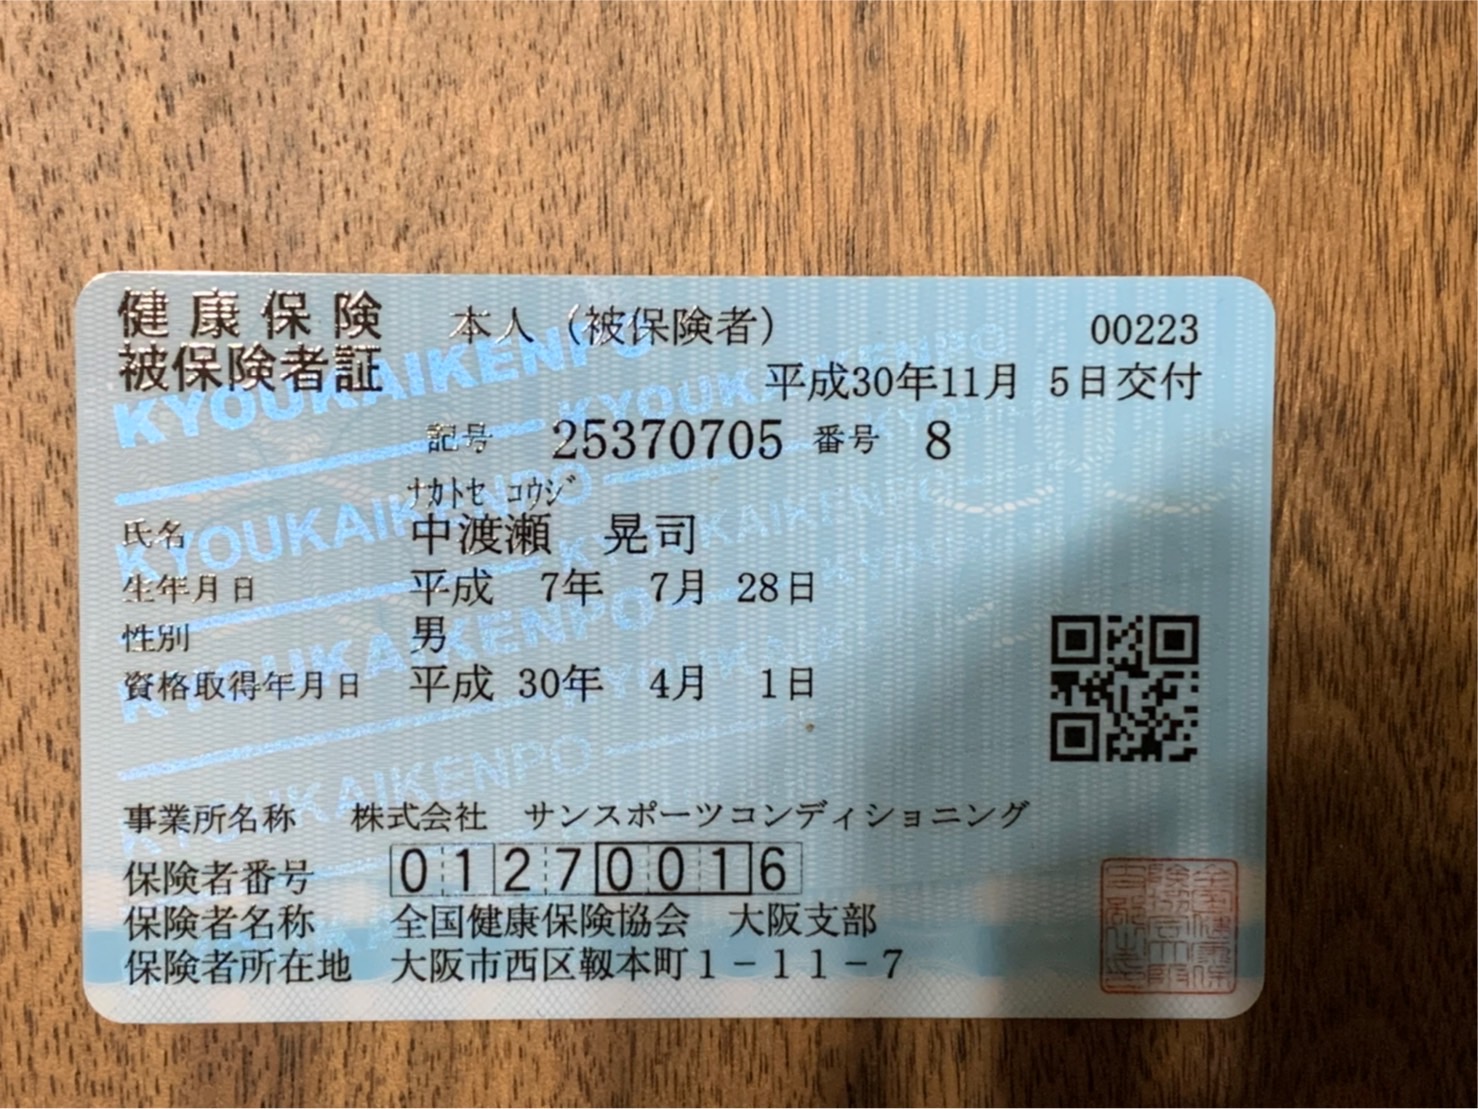 健康保険 本人（被保険者） 00223
被保険者証 平成30年11月 5日交付
記号 25370705 番号 8
ﾅｶﾄｾ ｺｳｼﾞ
氏名 中渡瀬 晃司
生年月日 平成 7年 7月 28日
性別 男
資格取得年月日 平成 30年 4月 1日
事業所名称 株式会社 サンスポーツコンディショニング
保険者番号 01270016
保険者名称 全国健康保険協会 大阪支部
保険者所在地 大阪市西区靱本町1－11－7
KYOUKAIKENPO
KYOUKAIKENPO
KYOUKAIKENPO
KYOUKAIKENPO